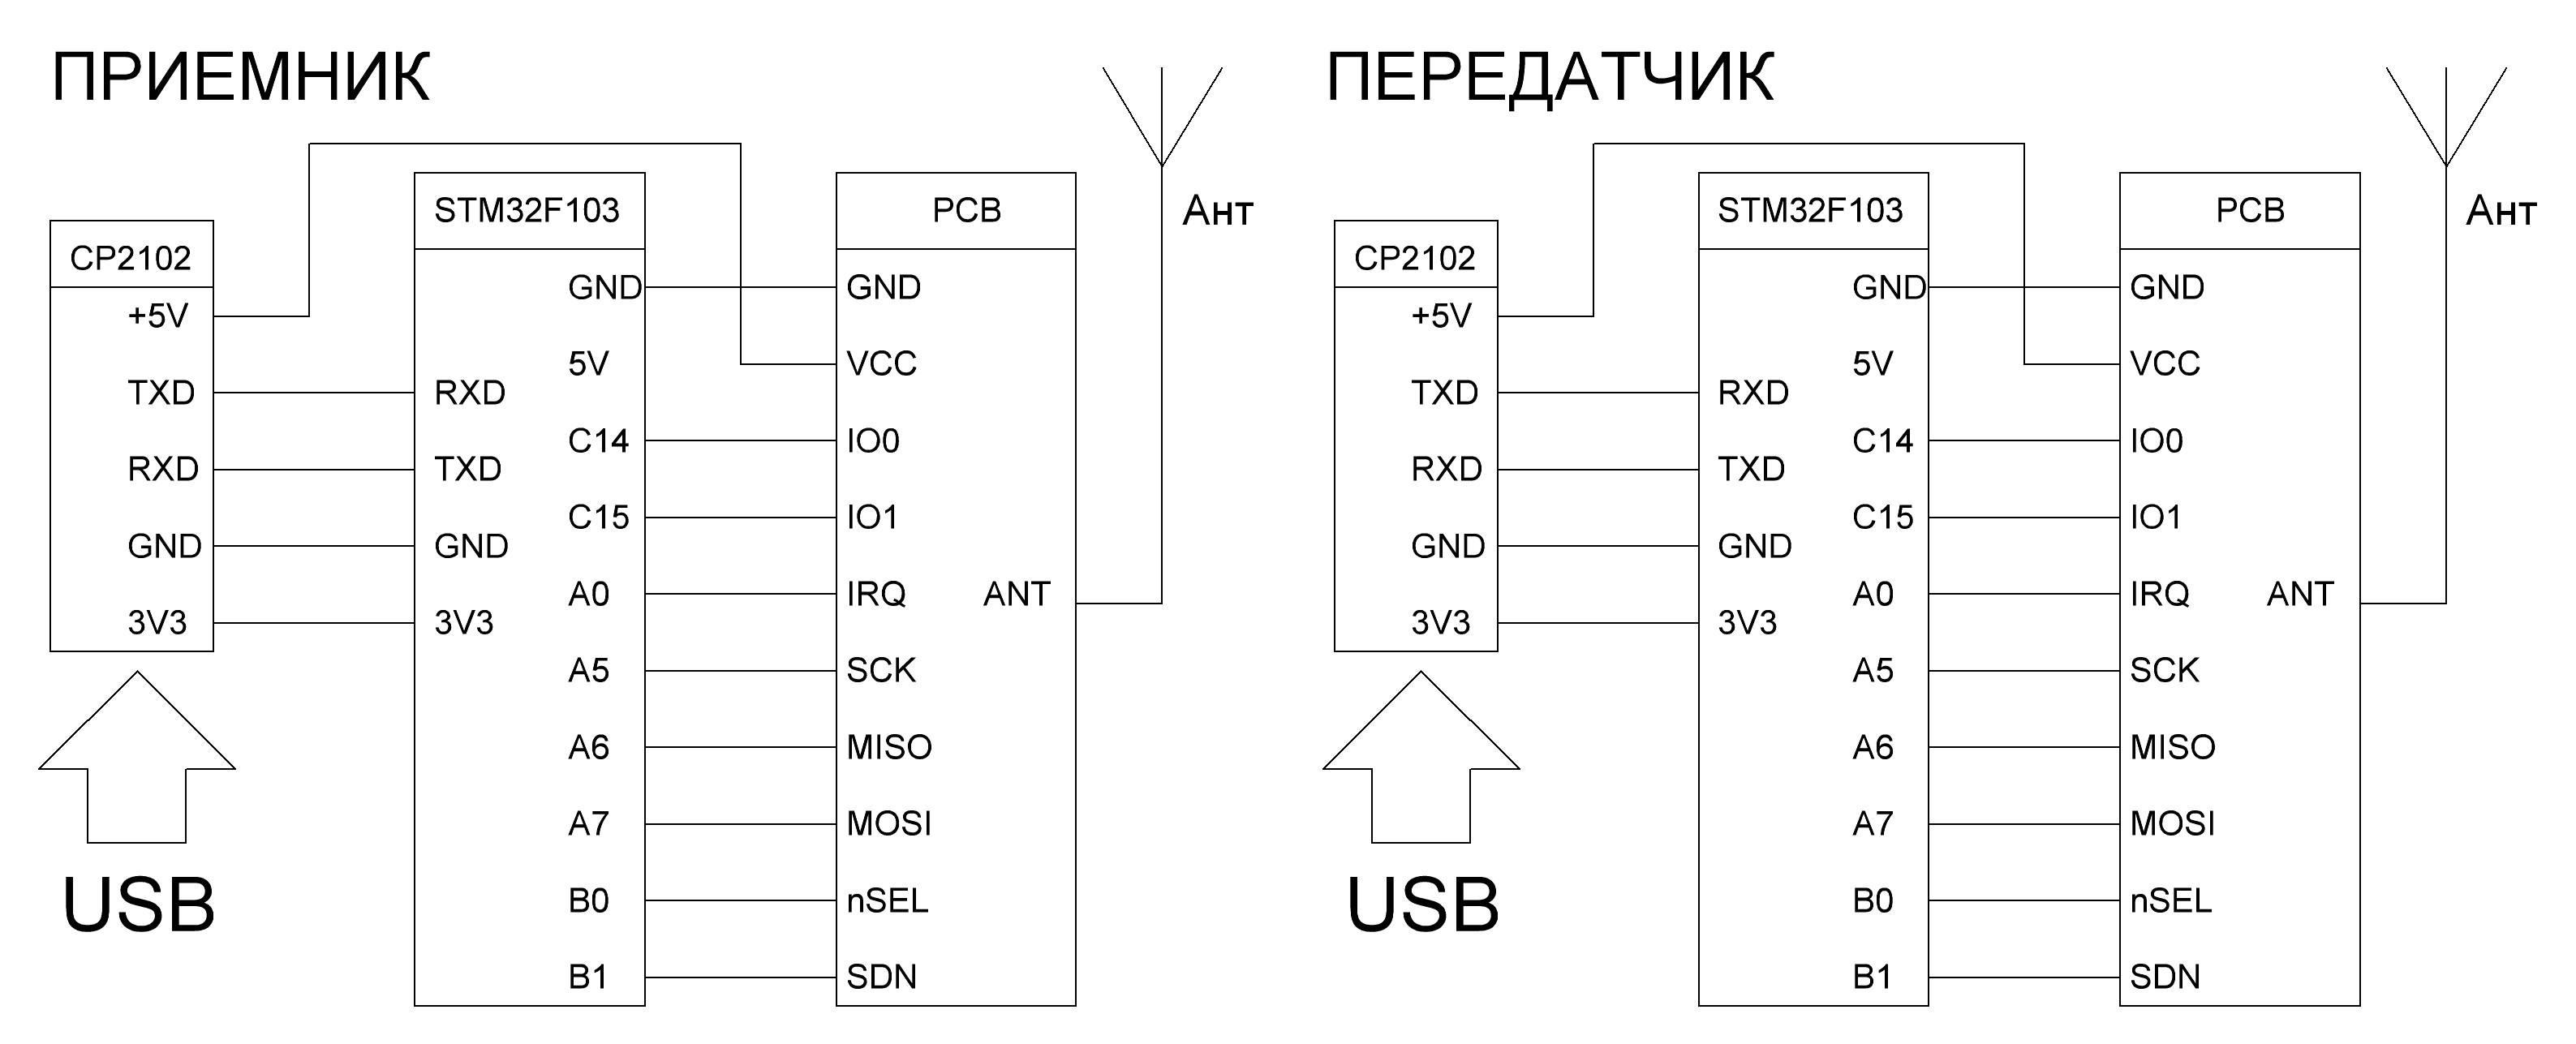 ПРИЕМНИК
CP2102
+5V
TXD
RXD
GND
3V3
USB
STM32F103
RXD
TXD
GND
3V3
GND
5V
C14
C15
A0
A5
A6
A7
B0
B1
PCB
GND
VCC
IO0
IO1
IRQ
SCK
MISO
MOSI
nSEL
SDN
ANT
Ант
ПЕРЕДАТЧИК
CP2102
+5V
TXD
RXD
GND
3V3
USB
STM32F103
RXD
TXD
GND
3V3
GND
5V
C14
C15
A0
A5
A6
A7
B0
B1
PCB
GND
VCC
IO0
IO1
IRQ
SCK
MISO
MOSI
nSEL
SDN
ANT
Ант